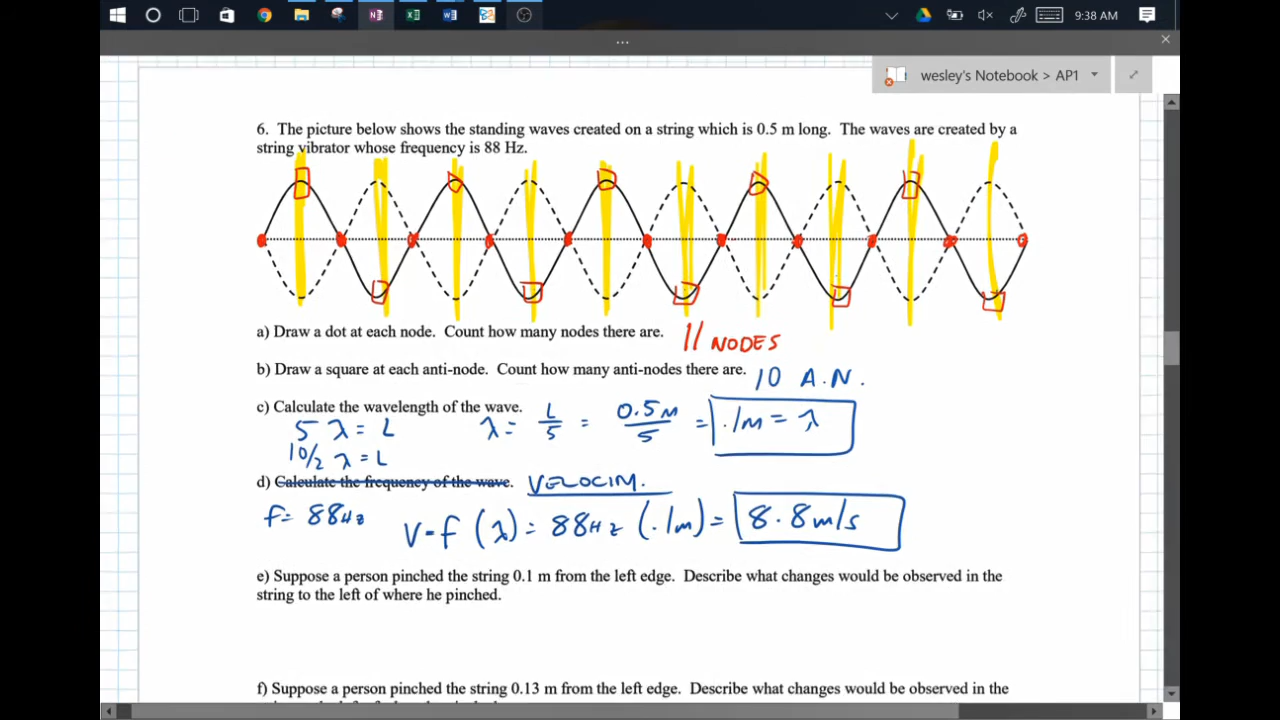 9:38 AM
...
wesley's Notebook > AP1
6. The picture below shows the standing waves created on a string which is 0.5 m long. The waves are created by a
string vibrator whose frequency is 88 Hz.
a) Draw a dot at each node. Count how many nodes there are. 11 NODES
b) Draw a square at each anti-node. Count how many anti-nodes there are. 10 A.N.
c) Calculate the wavelength of the wave.
5 λ = L λ = L/5 = 0.5M/5 = .1m = λ
10/2 λ = L
d) Calculate the frequency of the wave. VELOCIM.
f= 88Hz V=f (λ) = 88Hz (.1m) = 8.8m/s
e) Suppose a person pinched the string 0.1 m from the left edge. Describe what changes would be observed in the
string to the left of where he pinched.
f) Suppose a person pinched the string 0.13 m from the left edge. Describe what changes would be observed in the